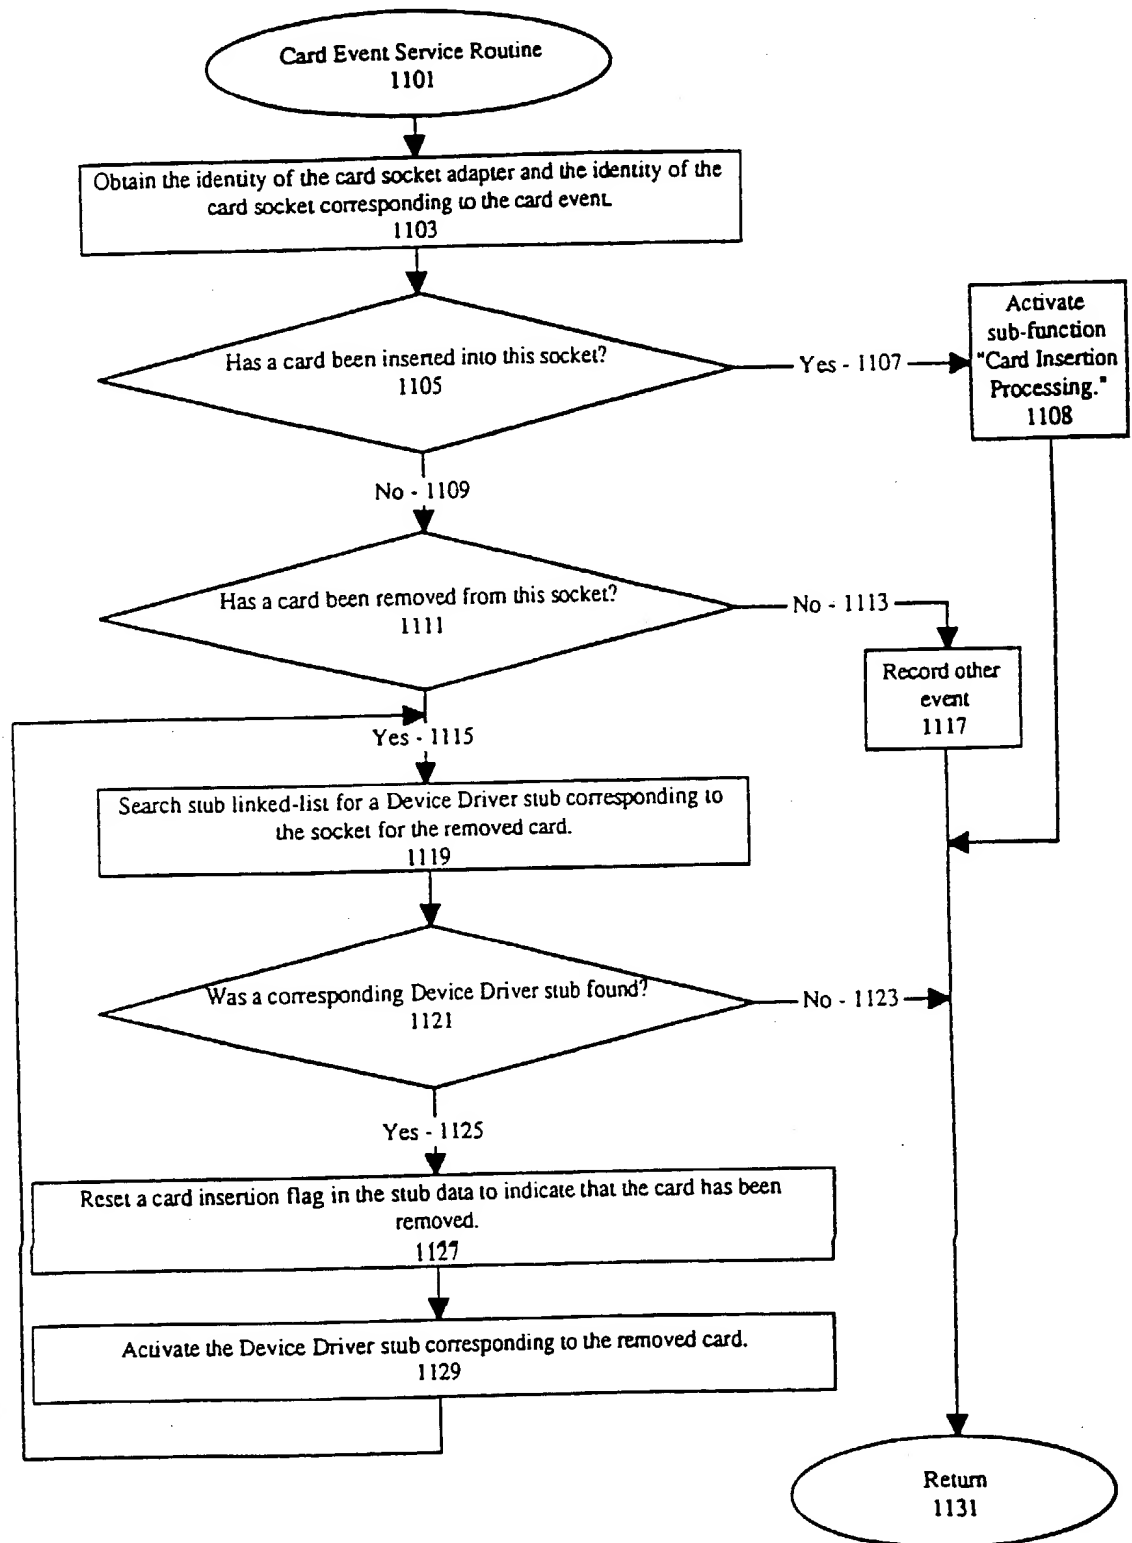 Card Event Service Routine
1101
Obtain the identity of the card socket adapter and the identity of the
card socket corresponding to the card event.
1103
Has a card been inserted into this socket?
1105
Yes - 1107
Activate
sub-function
"Card Insertion
Processing."
1108
No - 1109
Has a card been removed from this socket?
1111
No - 1113
Record other
event
1117
Yes - 1115
Search stub linked-list for a Device Driver stub corresponding to
the socket for the removed card.
1119
Was a corresponding Device Driver stub found?
1121
No - 1123
Yes - 1125
Reset a card insertion flag in the stub data to indicate that the card has been
removed.
1127
Activate the Device Driver stub corresponding to the removed card.
1129
Return
1131